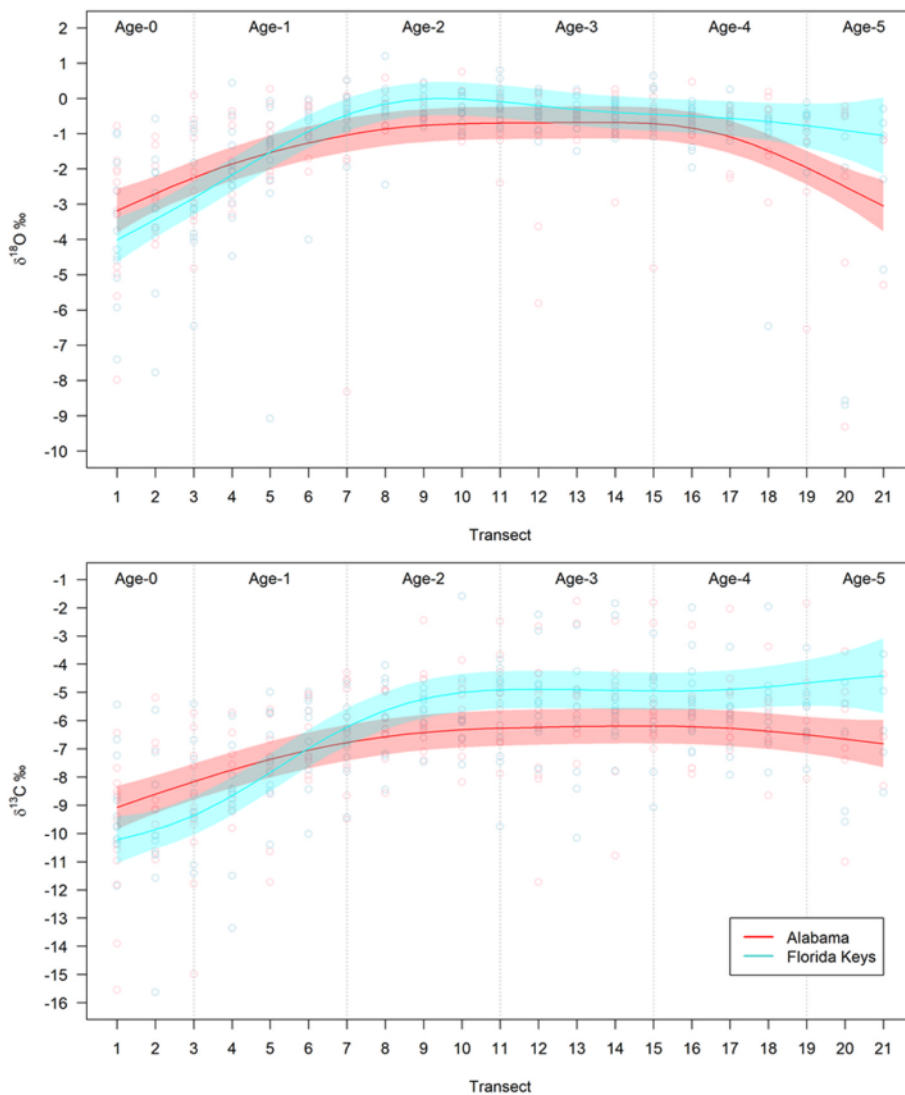 Age-0 Age-1 Age-2 Age-3 Age-4 Age-5
2
1
0
-1
-2
-3
-4
-5
-6
-7
-8
-9
-10
δ18O ‰
1 2 3 4 5 6 7 8 9 10 11 12 13 14 15 16 17 18 19 20 21
Transect
Age-0 Age-1 Age-2 Age-3 Age-4 Age-5
-1
-2
-3
-4
-5
-6
-7
-8
-9
-10
-11
-12
-13
-14
-15
-16
δ13C ‰
Alabama
Florida Keys
1 2 3 4 5 6 7 8 9 10 11 12 13 14 15 16 17 18 19 20 21
Transect